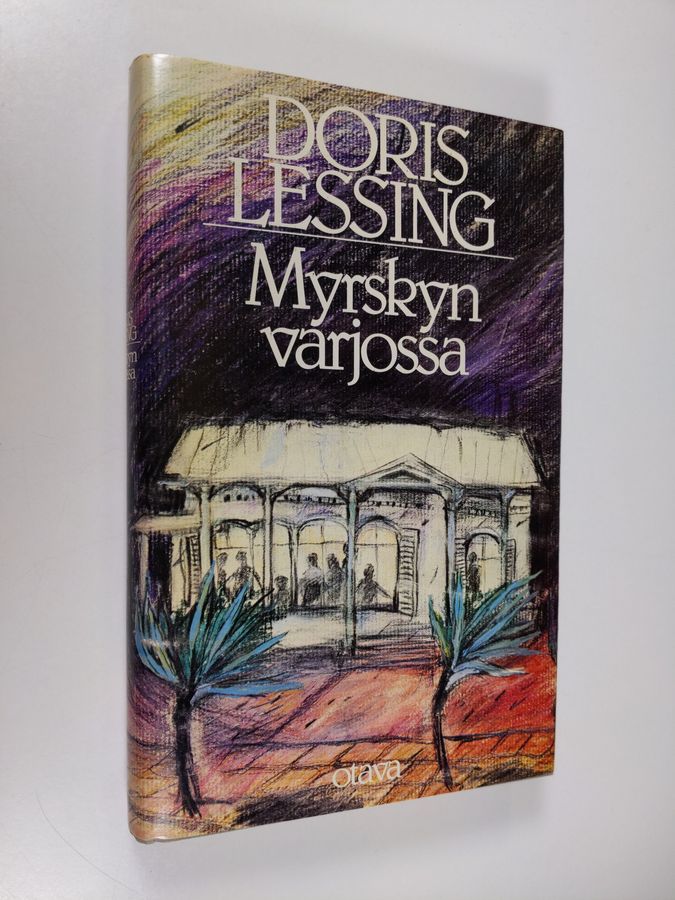 DORIS
LESSING
Myrskyn
varjossa
otava